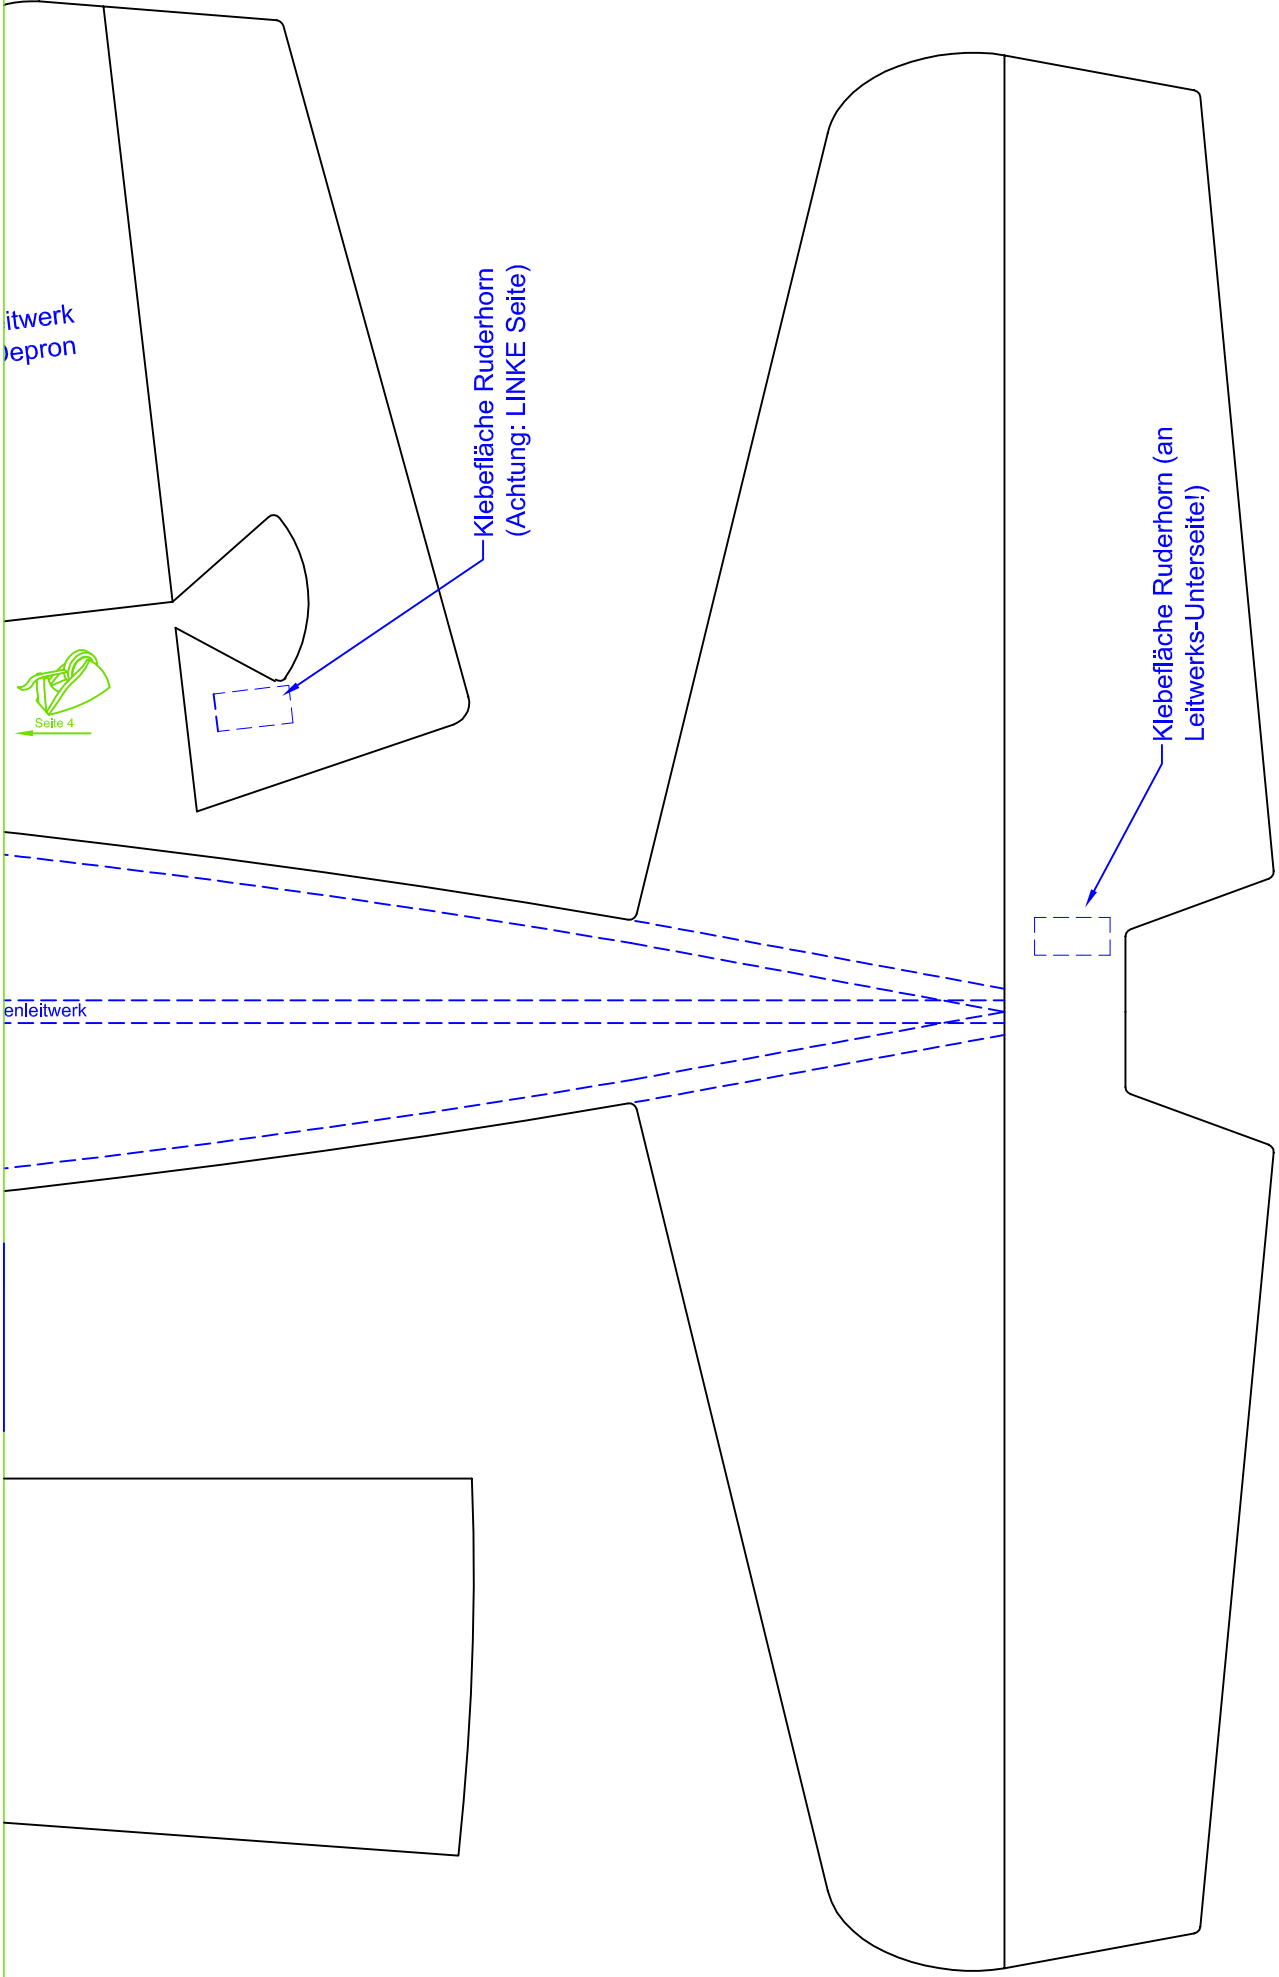 itwerk
epron
Klebefläche Ruderhorn
(Achtung: LINKE Seite)
Klebefläche Ruderhorn (an
Leitwerks-Unterseite!)
Seite 4
enleitwerk